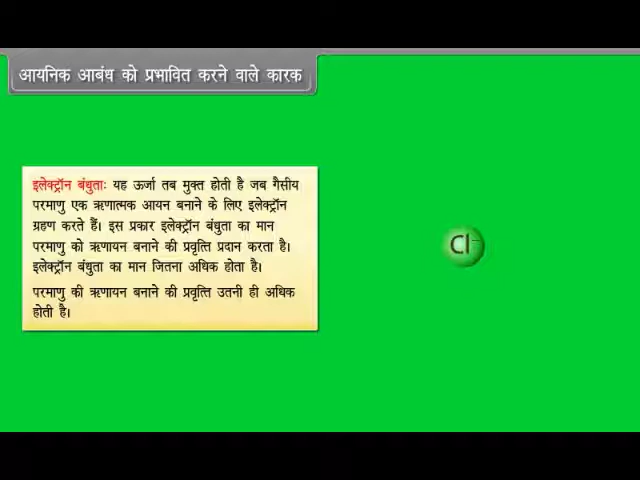 आयनिक आबंध को प्रभावित करने वाले कारक
इलेक्ट्रॉन बंधुताः यह ऊर्जा तब मुक्त होती है जब गैसीय
परमाणु एक ऋणात्मक आयन बनाने के लिए इलेक्ट्रॉन
ग्रहण करते हैं। इस प्रकार इलेक्ट्रॉन बंधुता का मान
परमाणु को ऋणायन बनाने की प्रवृत्ति प्रदान करता है।
इलेक्ट्रॉन बंधुता का मान जितना अधिक होता है।
परमाणु की ऋणायन बनाने की प्रवृत्ति उतनी ही अधिक
होती है।
Cl⁻